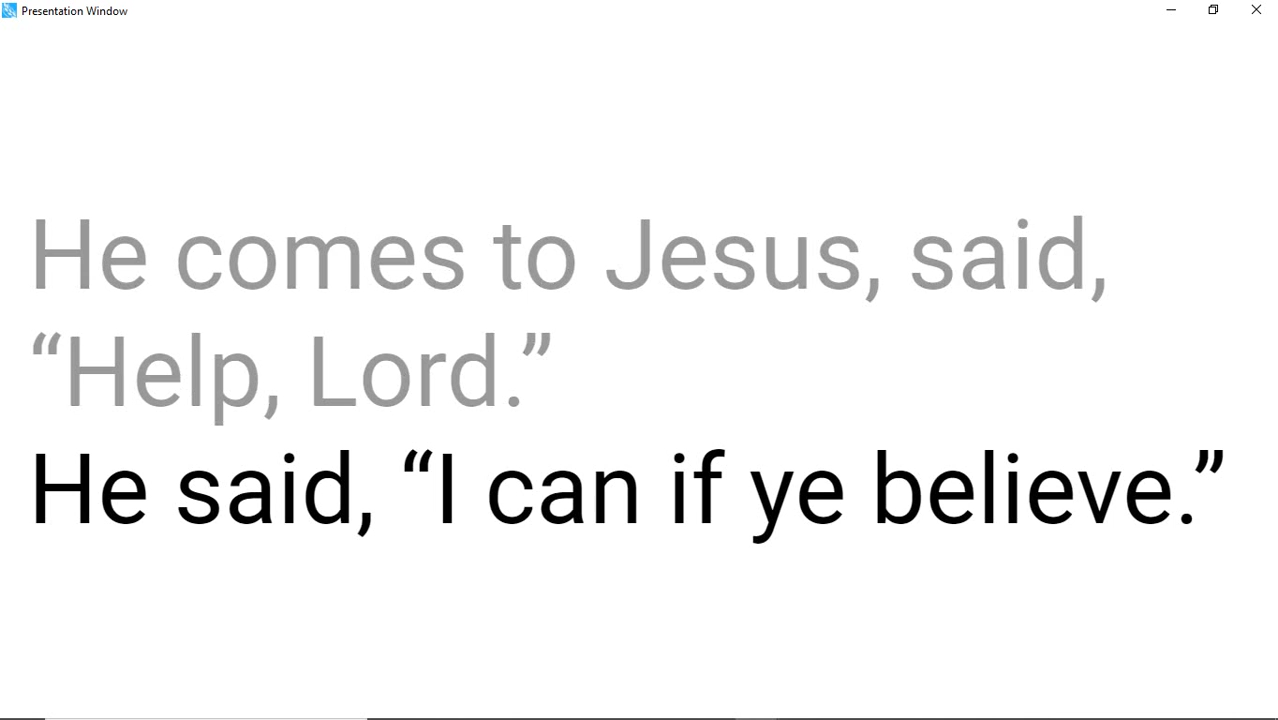 Presentation Window
He comes to Jesus, said,
“Help, Lord.”
He said, “I can if ye believe.”